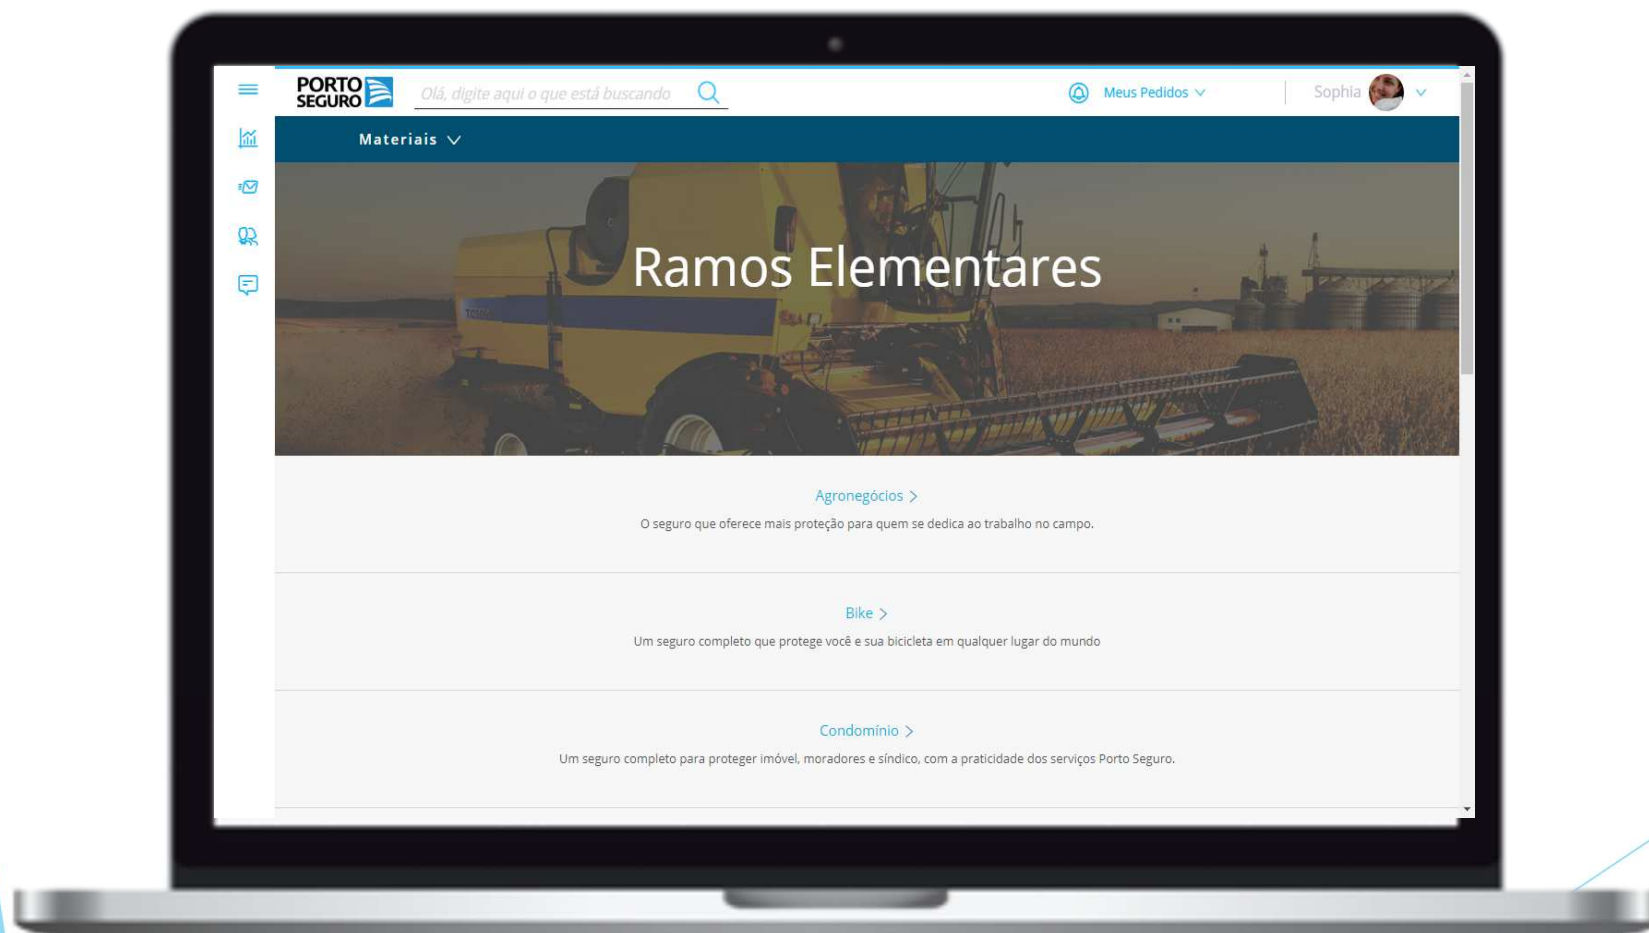 PORTO
SEGURO
Olá, digite aqui o que está buscando
Meus Pedidos
Sophia
Materiais
Ramos Elementares
Agronegócios >
O seguro que oferece mais proteção para quem se dedica ao trabalho no campo.
Bike >
Um seguro completo que protege você e sua bicicleta em qualquer lugar do mundo
Condomínio >
Um seguro completo para proteger imóvel, moradores e síndico, com a praticidade dos serviços Porto Seguro.